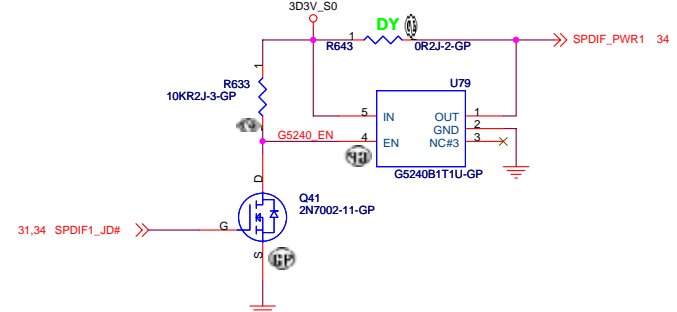 3D3V_S0
DY
R643
1
0R2J-2-GP
SPDIF_PWR1 34
1
R633
10KR2J-3-GP
U79
5 IN
OUT 1
GND 2
G5240_EN
4 EN
NC#3 3
G5240B1T1U-GP
D
Q41
2N7002-11-GP
31,34 SPDIF1_JD#
G
S
GP